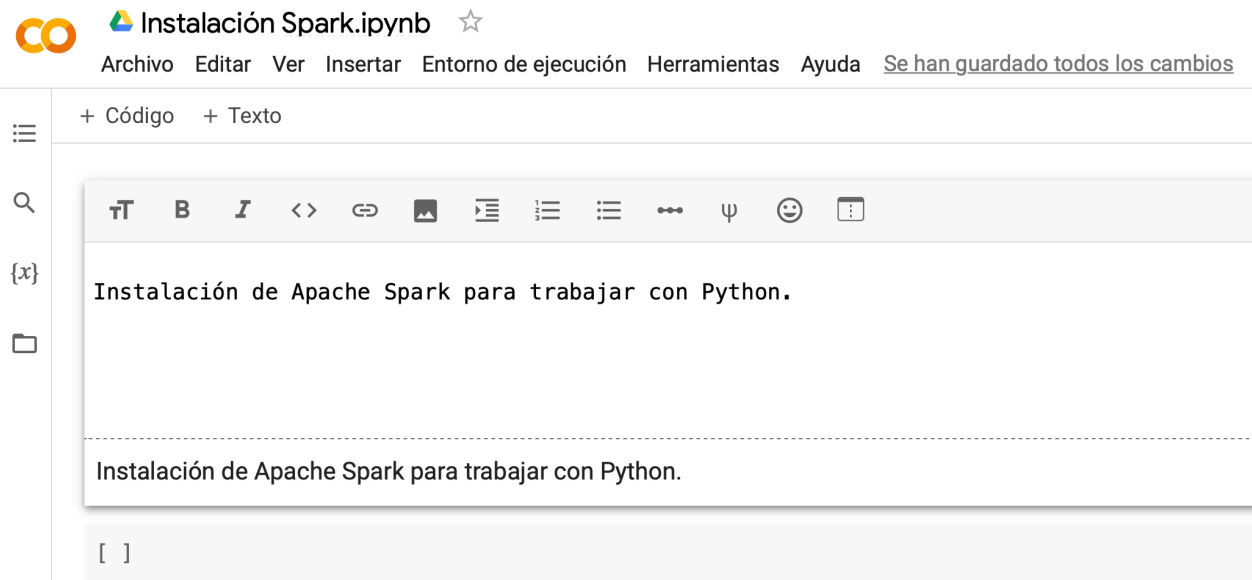 Instalación Spark.ipynb
Archivo Editar Ver Insertar Entorno de ejecución Herramientas Ayuda Se han guardado todos los cambios
+ Código + Texto
{x}
Instalación de Apache Spark para trabajar con Python.
Instalación de Apache Spark para trabajar con Python.
[ ]